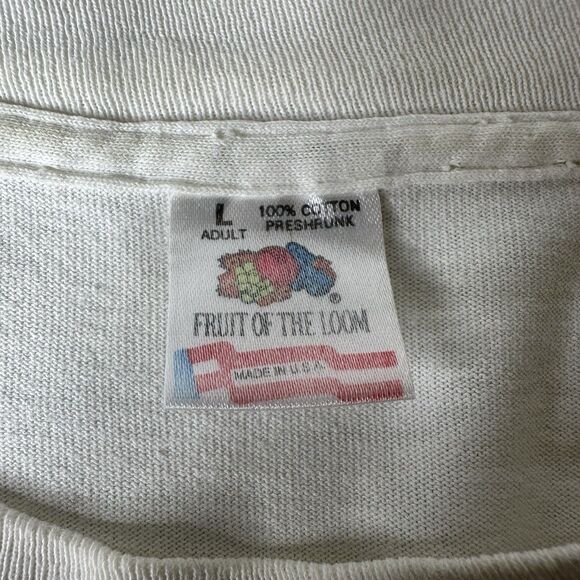 L 100% COTTON
ADULT PRESHRUNK
®
FRUIT OF THE LOOM
MADE IN U.S.A.